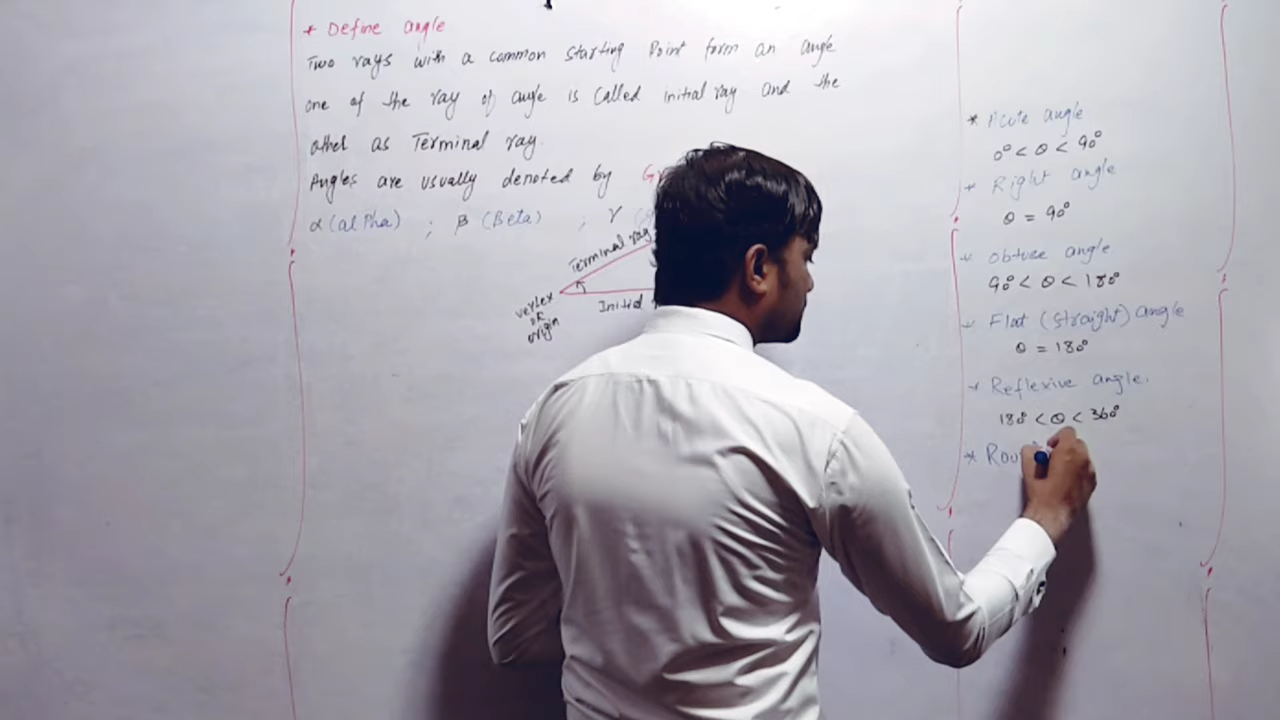 * Define angle
Two rays with a common starting Point form an angle
one of the ray of angle is called initial ray and the
other as Terminal ray.
Angles are usually denoted by
α (alPha) ; β (Beta) ; γ
Terminal ray
Initial
vertex
or
origin
* Acute angle
0° < θ < 90°
* Right angle
θ = 90°
* obtuse angle
90° < θ < 180°
* Flat (straight) angle
θ = 180°
* Reflexive angle.
180° < θ < 360°
* Rou